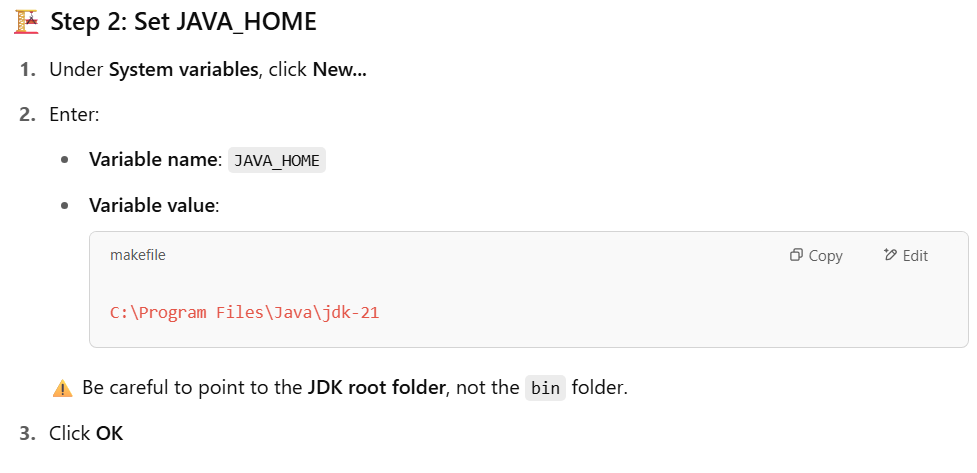 Step 2: Set JAVA_HOME
1. Under System variables, click New...
2. Enter:
• Variable name: JAVA_HOME
• Variable value:
makefile Copy Edit
C:\Program Files\Java\jdk-21
Be careful to point to the JDK root folder, not the bin folder.
3. Click OK